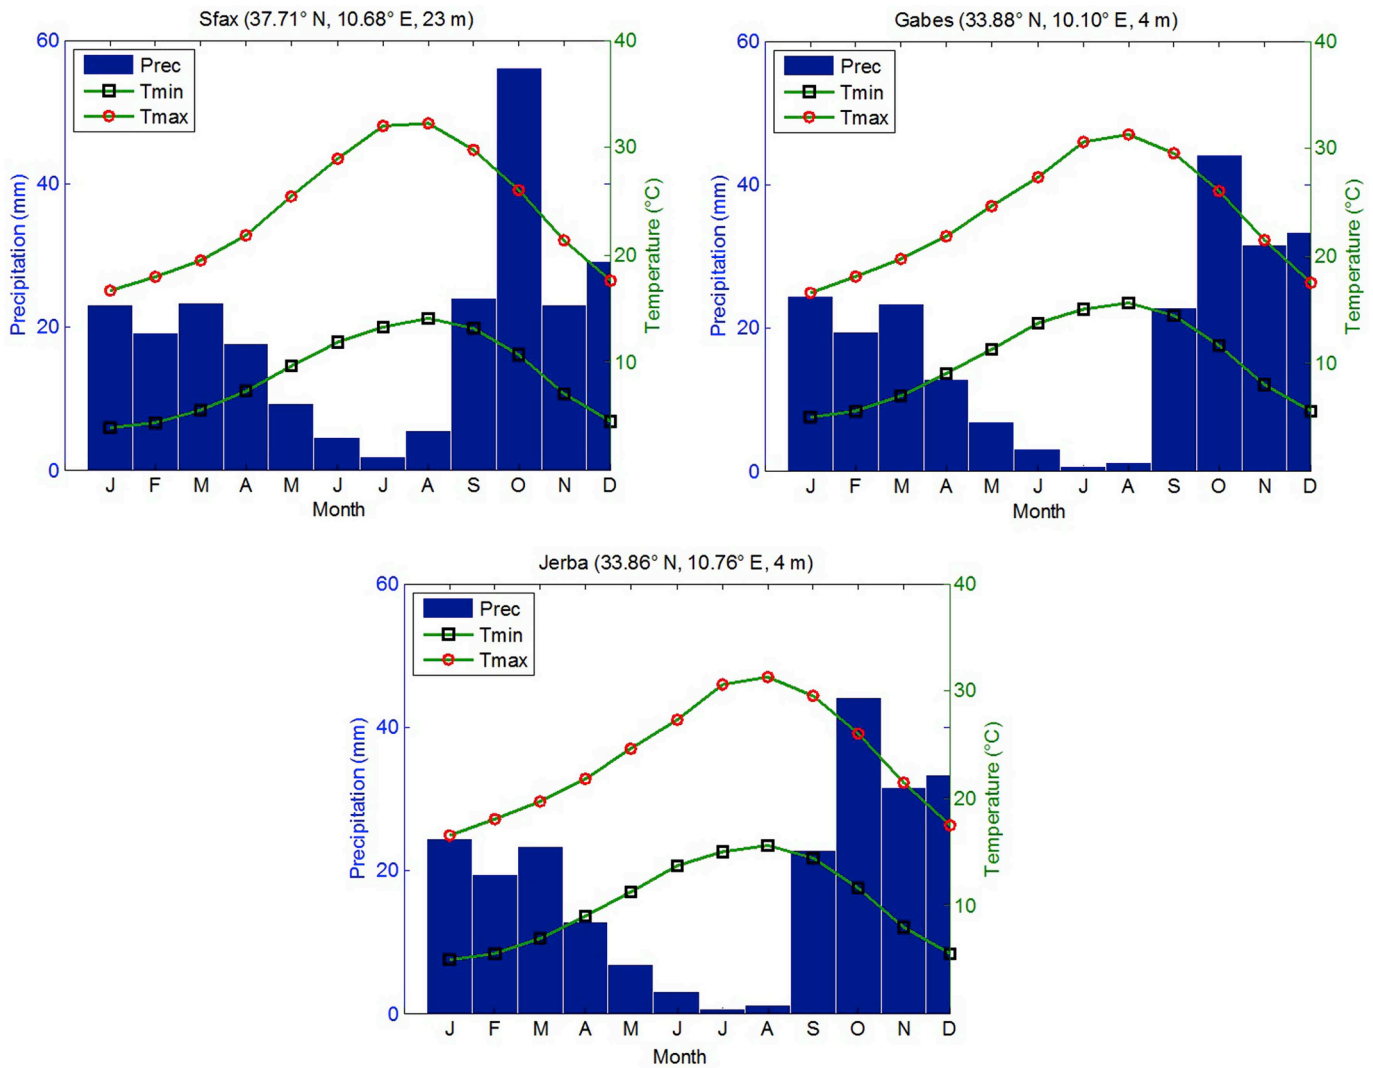 Sfax (37.71° N, 10.68° E, 23 m)
60
40
20
0
Precipitation (mm)
40
30
20
10
Temperature (°C)
Prec
Tmin
Tmax
J F M A M J J A S O N D
Month
Gabes (33.88° N, 10.10° E, 4 m)
60
40
20
0
Precipitation (mm)
40
30
20
10
Temperature (°C)
Prec
Tmin
Tmax
J F M A M J J A S O N D
Month
Jerba (33.86° N, 10.76° E, 4 m)
60
40
20
0
Precipitation (mm)
40
30
20
10
Temperature (°C)
Prec
Tmin
Tmax
J F M A M J J A S O N D
Month